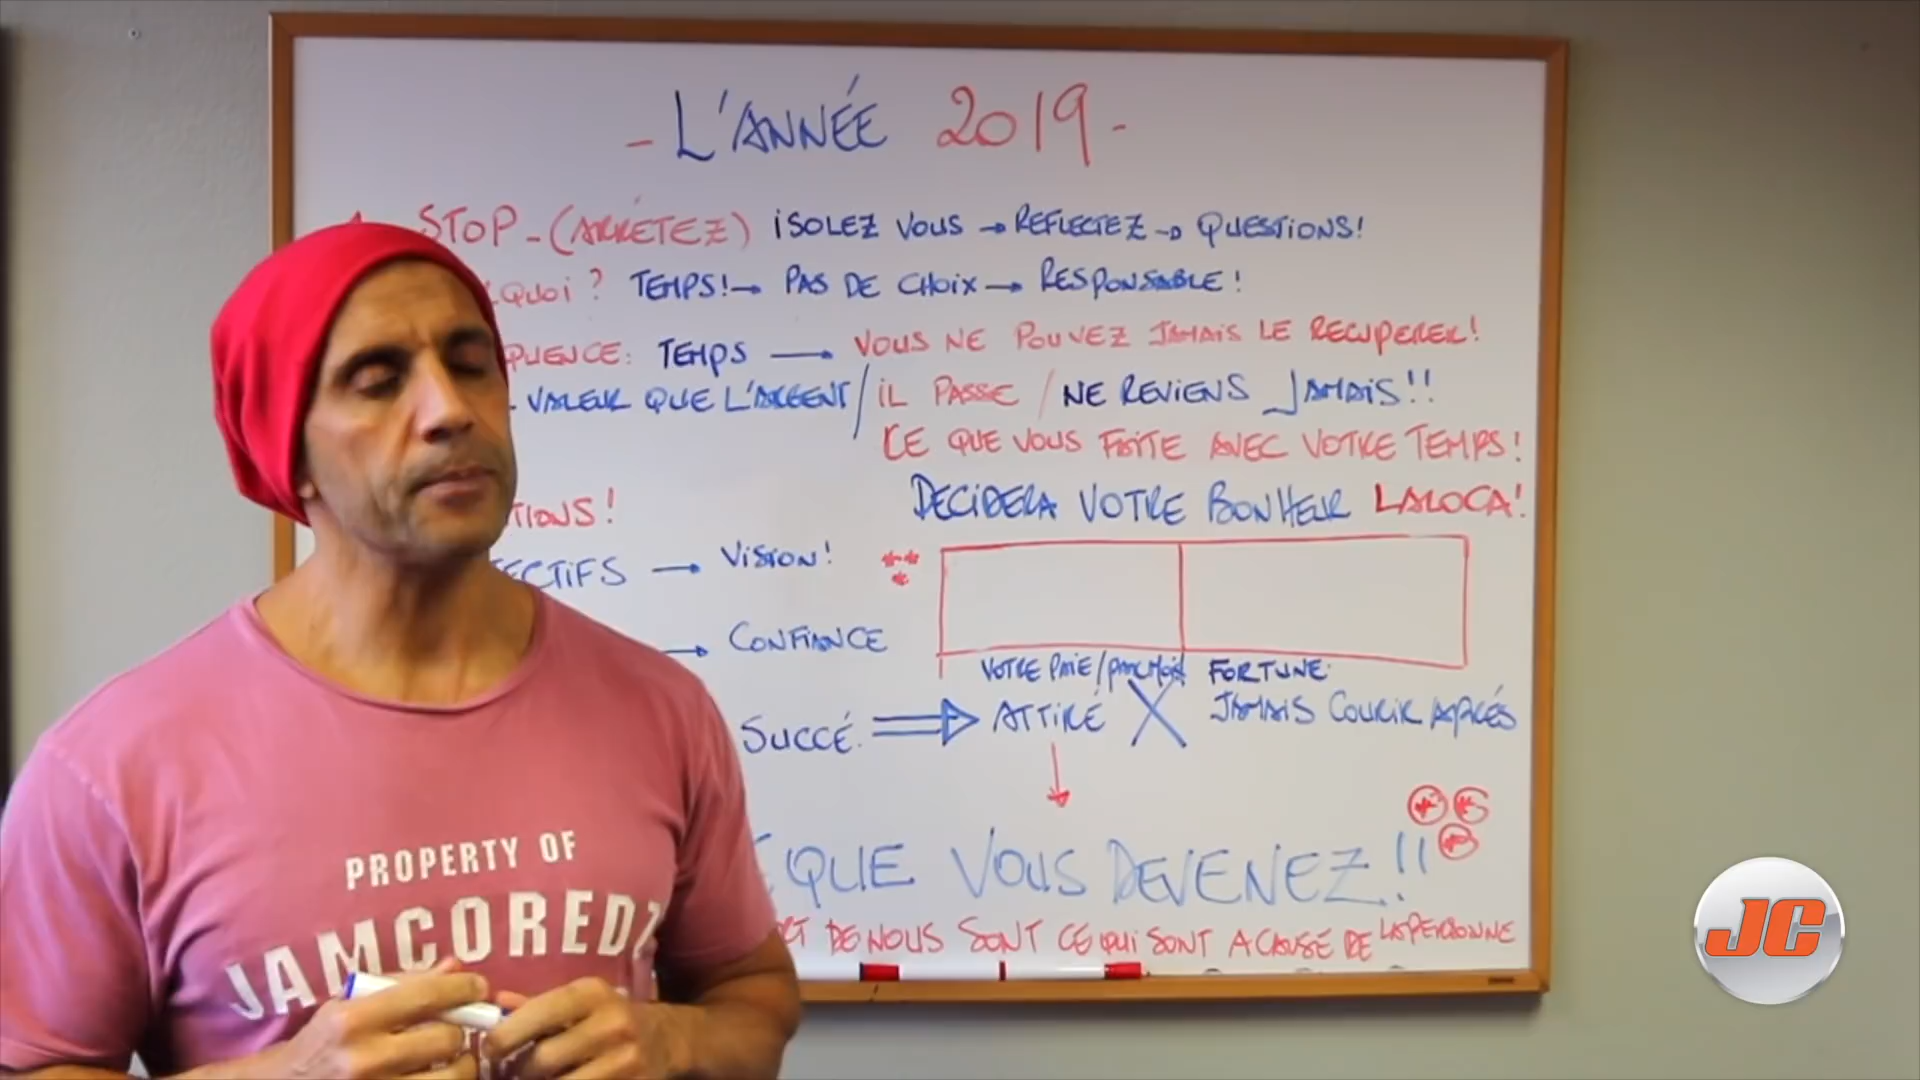 - L'ANNÉE 2019 -
STOP - (ARRÉTEZ) ISOLEZ VOUS → REFLECTEZ → QUESTIONS!
QUOI ? TEMPS! → PAS DE CHOIX → RESPONSABLE !
QUENCE: TEMPS → VOUS NE POUVEZ JAMAIS LE RECUPERER!
VALEUR QUE L'ARGENT / IL PASSE / NE REVIENS JAMAIS!!
CE QUE VOUS FAITE AVEC VOTRE TEMPS!
DECIDERA VOTRE BONHEUR LALOCA!
TIONS!
ECTIFS → VISION!
→ CONFIANCE
VOTRE PAIE/PAR MOIS FORTUNE:
SUCCÉ. ⇒ ATTIRÉ X JAMAIS COURIR APRÉS
QUE VOUS DEVENEZ!!
DE NOUS SONT CE QUI SONT A CAUSE DE LA PERSONNE
PROPERTY OF
JAMCOREDZ
JC